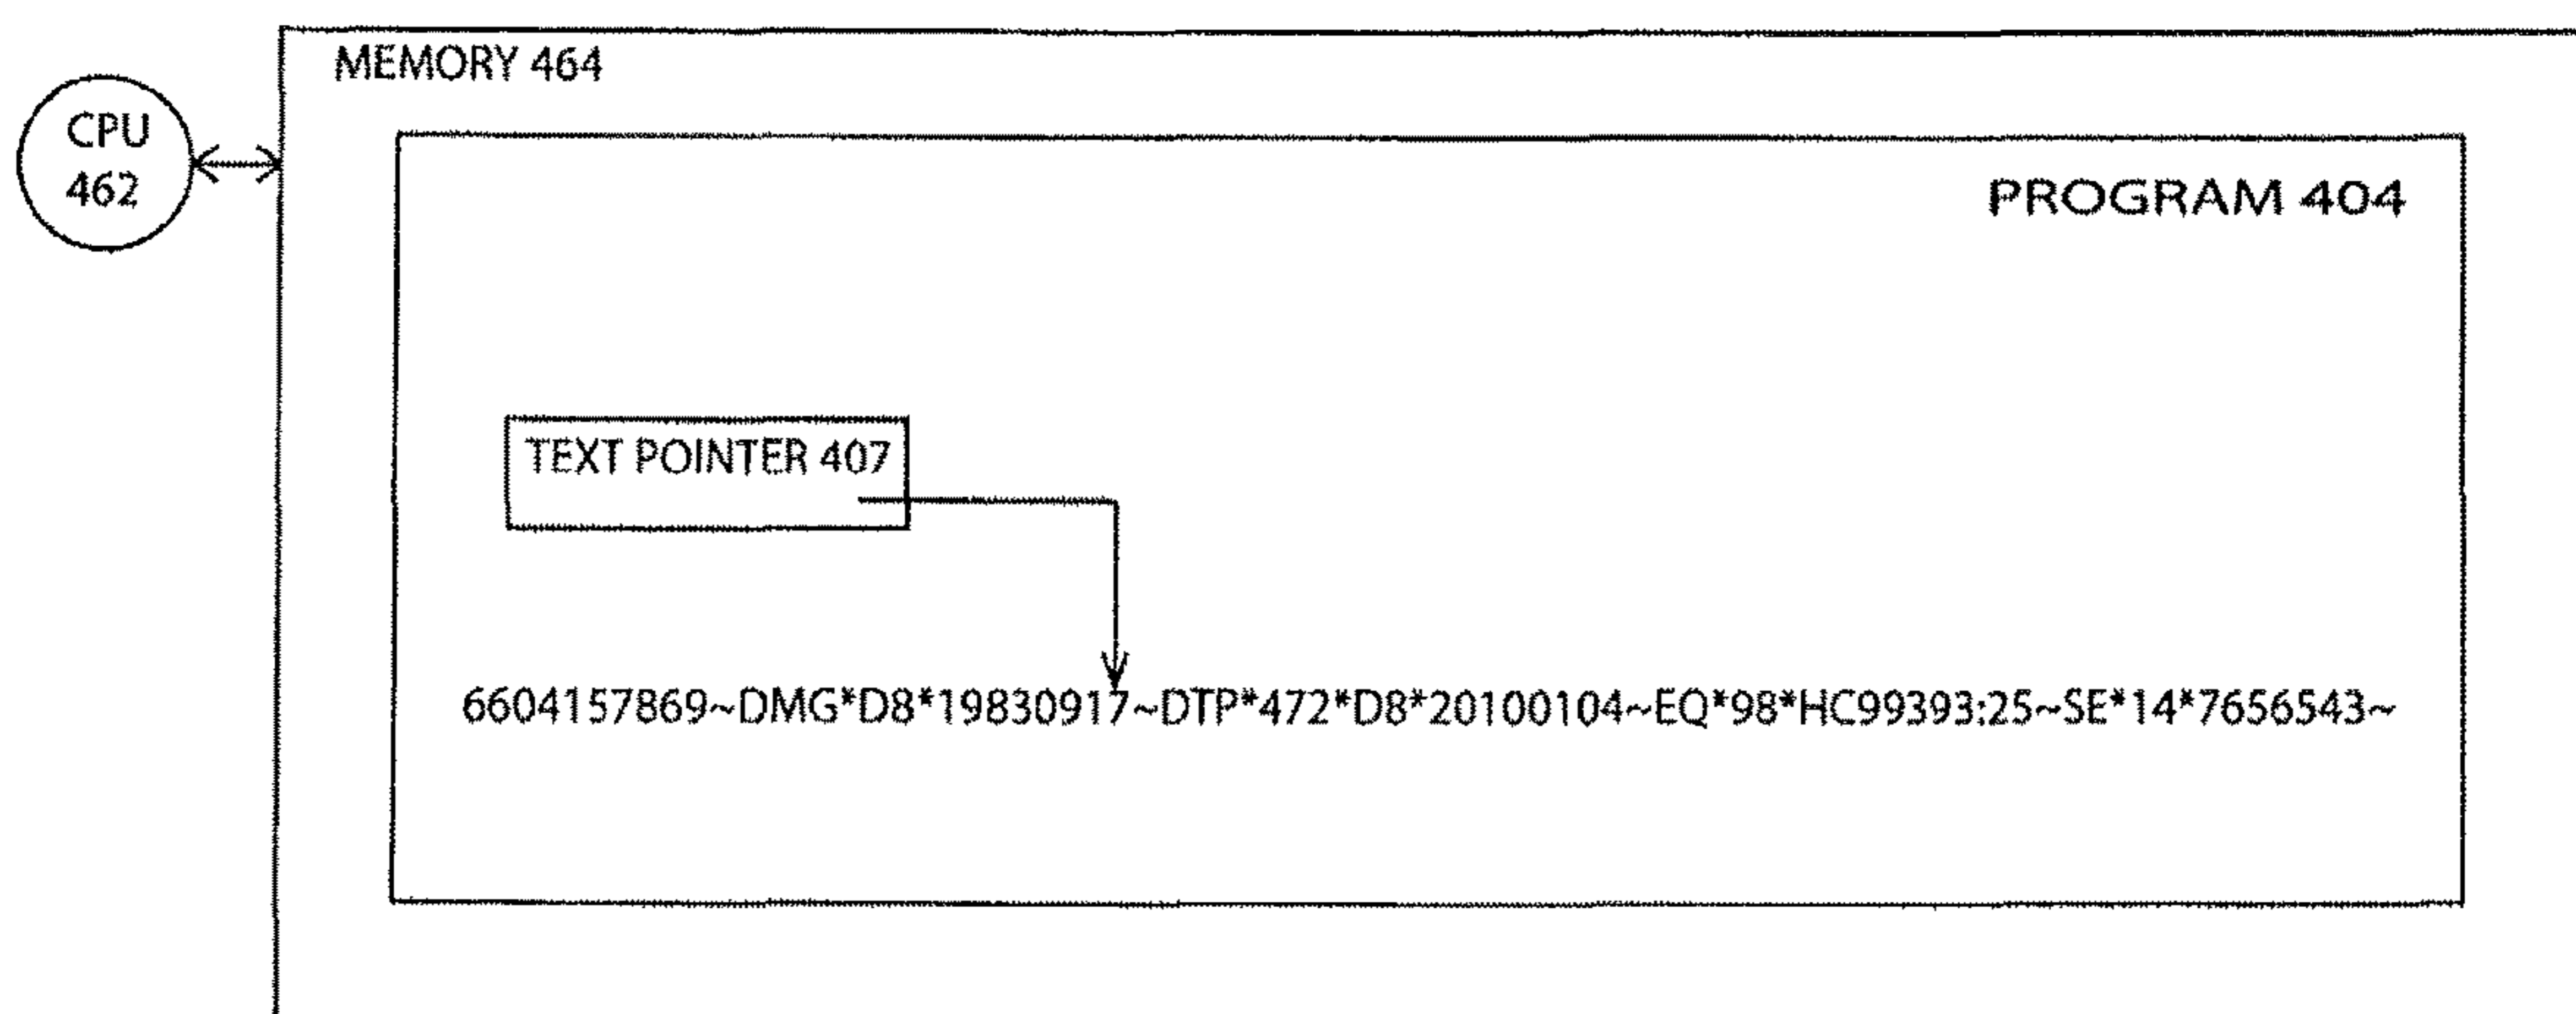 MEMORY 464
CPU
462
PROGRAM 404
TEXT POINTER 407
6604157869~DMG*D8*19830917~DTP*472*D8*20100104~EQ*98*HC99393:25~SE*14*7656543~